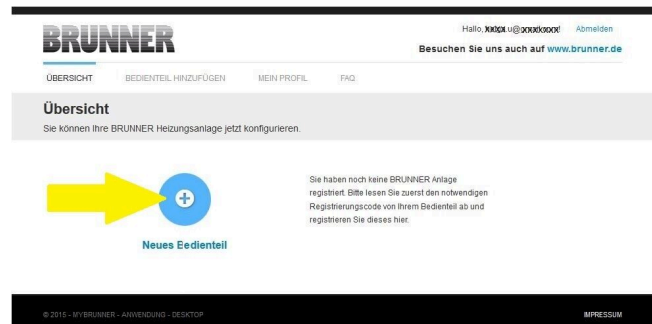 BRUNNER
Hallo, Abmelden
Besuchen Sie uns auch auf www.brunner.de
ÜBERSICHT BEDIENTEIL HINZUFÜGEN MEIN PROFIL FAQ
Übersicht
Sie können Ihre BRUNNER Heizungsanlage jetzt konfigurieren.
Neues Bedienteil
Sie haben noch keine BRUNNER Anlage
registriert. Bitte lesen Sie zuerst den notwendigen
Registrierungscode von Ihrem Bedienteil ab und
registrieren Sie dieses hier.
© 2015 - MYBRUNNER - ANWENDUNG - DESKTOP
IMPRESSUM